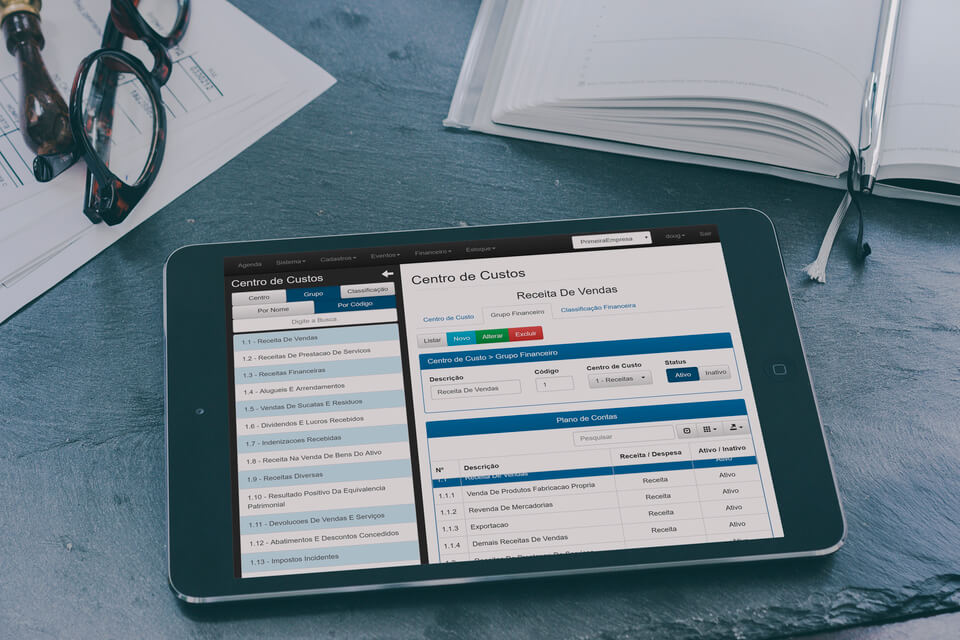 Agenda Sistema Cadastros Eventos Financeiro Estoque PrimeiraEmpresa doug Sair
Centro de Custos
Centro Grupo Classificação
Por Nome Por Código
Digite a Busca
1.1 - Receita De Vendas
1.2 - Receitas De Prestacao De Servicos
1.3 - Receitas Financeiras
1.4 - Alugueis E Arrendamentos
1.5 - Vendas De Sucatas E Residuos
1.6 - Dividendos E Lucros Recebidos
1.7 - Indenizacoes Recebidas
1.8 - Receita Na Venda De Bens Do Ativo
1.9 - Receitas Diversas
1.10 - Resultado Positivo Da Equivalencia
Patrimonial
1.11 - Devolucoes De Vendas E Serviços
1.12 - Abatimentos E Descontos Concedidos
1.13 - Impostos Incidentes
Centro de Custos
Receita De Vendas
Centro de Custo Grupo Financeiro Classificação Financeira
Listar Novo Alterar Excluir
Centro de Custo > Grupo Financeiro
Descrição Código Centro de Custo Status
Receita De Vendas 1 1 - Receitas Ativo Inativo
Plano de Contas
Pesquisar
Nº Descrição Receita / Despesa Ativo / Inativo
1.1 Receita De Vendas Ativo
1.1.1 Venda De Produtos Fabricacao Propria Receita Ativo
1.1.2 Revenda De Mercadorias Receita Ativo
1.1.3 Exportacao Receita Ativo
1.1.4 Demais Receitas De Vendas Receita Ativo